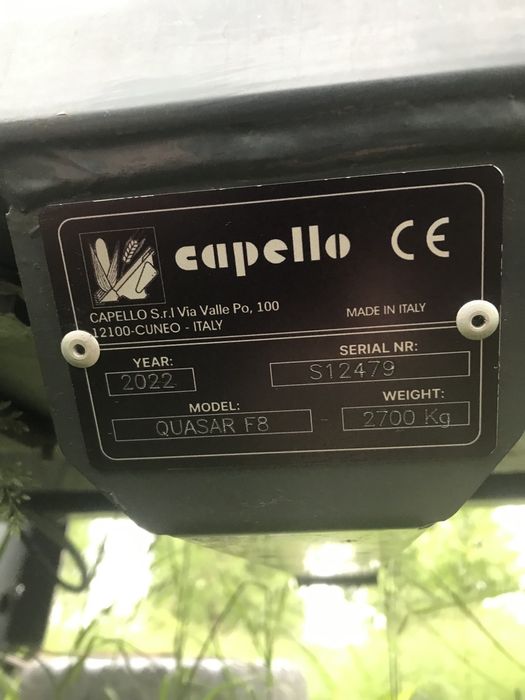 capello CE
CAPELLO S.r.l Via Valle Po, 100
12100-CUNEO - ITALY
MADE IN ITALY
YEAR:
2022
SERIAL NR:
S12479
MODEL:
QUASAR F8
WEIGHT:
2700 Kg